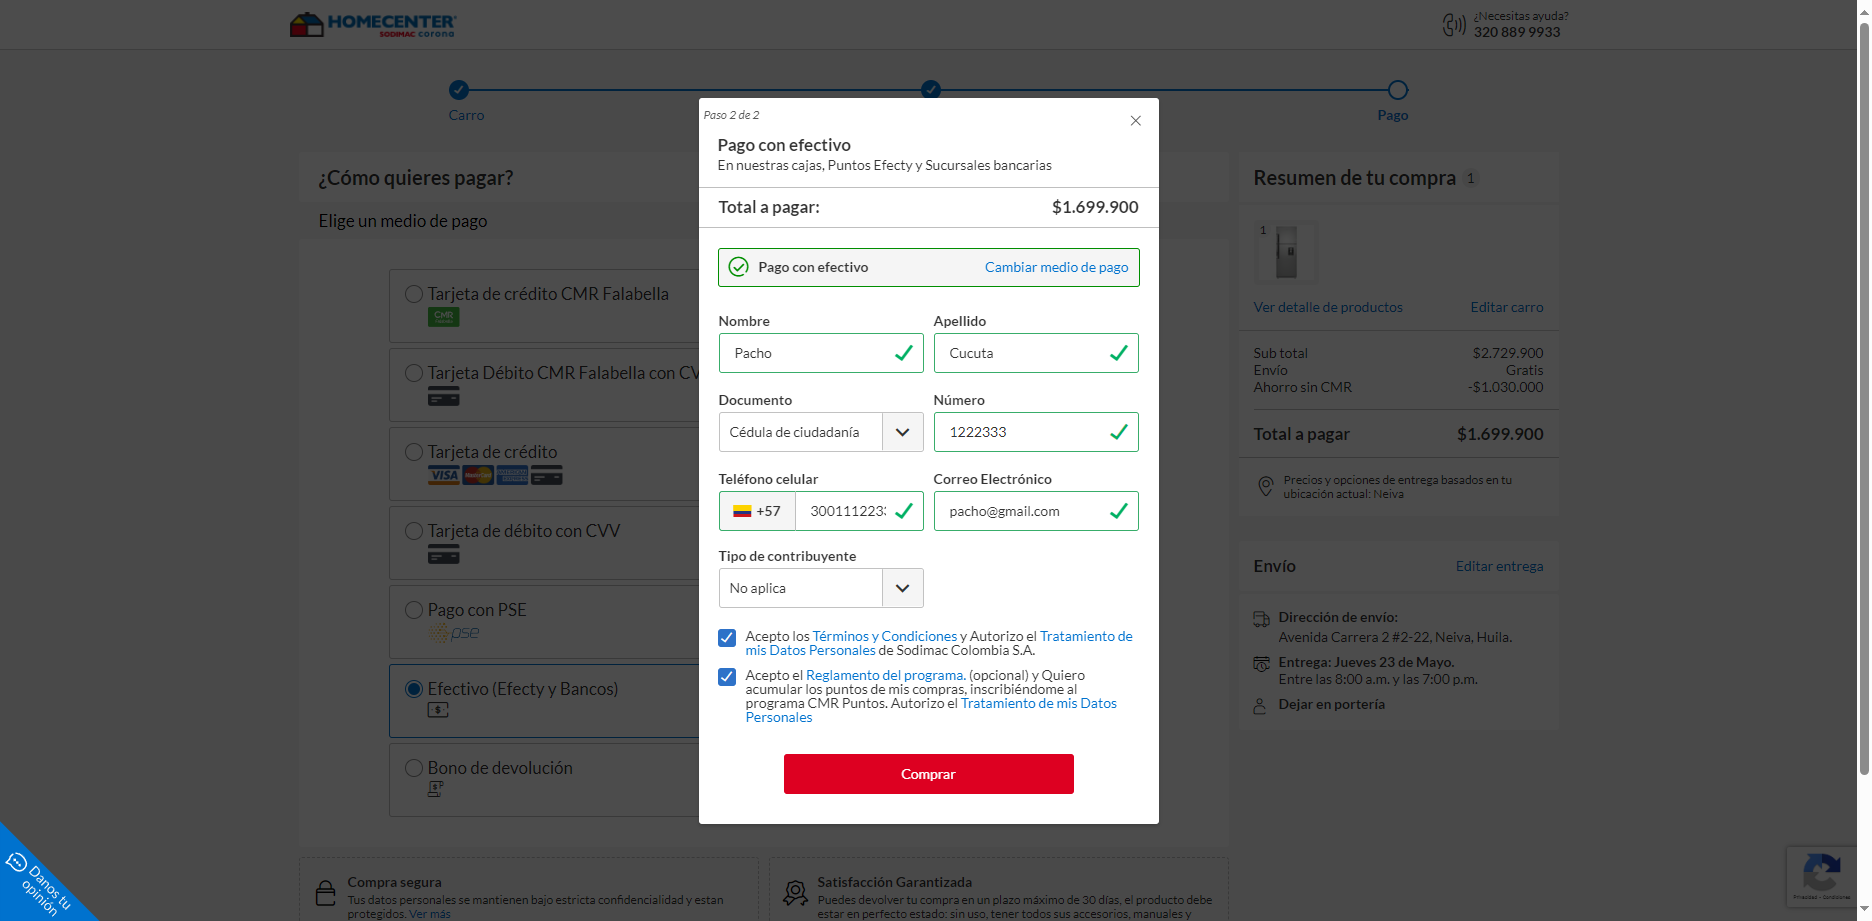 HOMECENTER
SODIMAC corona
¿Necesitas ayuda?
320 889 9933
Carro
Pago
¿Cómo quieres pagar?
Elige un medio de pago
Tarjeta de crédito CMR Falabella
CMR
Tarjeta Débito CMR Falabella con CV
Tarjeta de crédito
VISA
Tarjeta de débito con CVV
Pago con PSE
pse
Efectivo (Efecty y Bancos)
Bono de devolución
Paso 2 de 2
Pago con efectivo
En nuestras cajas, Puntos Efecty y Sucursales bancarias
Total a pagar: $1.699.900
Pago con efectivo Cambiar medio de pago
Nombre Apellido
Pacho Cucuta
Documento Número
Cédula de ciudadanía 1222333
Teléfono celular Correo Electrónico
+57 300111223 pacho@gmail.com
Tipo de contribuyente
No aplica
Acepto los Términos y Condiciones y Autorizo el Tratamiento de
mis Datos Personales de Sodimac Colombia S.A.
Acepto el Reglamento del programa. (opcional) y Quiero
acumular los puntos de mis compras, inscribiéndome al
programa CMR Puntos. Autorizo el Tratamiento de mis Datos
Personales
Comprar
Resumen de tu compra 1
1
Ver detalle de productos Editar carro
Sub total $2.729.900
Envío Gratis
Ahorro sin CMR -$1.030.000
Total a pagar $1.699.900
Precios y opciones de entrega basados en tu
ubicación actual: Neiva
Envío Editar entrega
Dirección de envío:
Avenida Carrera 2 #2-22, Neiva, Huila.
Entrega: Jueves 23 de Mayo.
Entre las 8:00 a.m. y las 7:00 p.m.
Dejar en portería
Compra segura
Tus datos personales se mantienen bajo estricta confidencialidad y estan
protegidos. Ver más
Satisfacción Garantizada
Puedes devolver tu compra en un plazo máximo de 30 días, el producto debe
estar en perfecto estado: sin uso, tener todos sus accesorios, manuales y
Danos tu
opinión
Privacidad - Condiciones